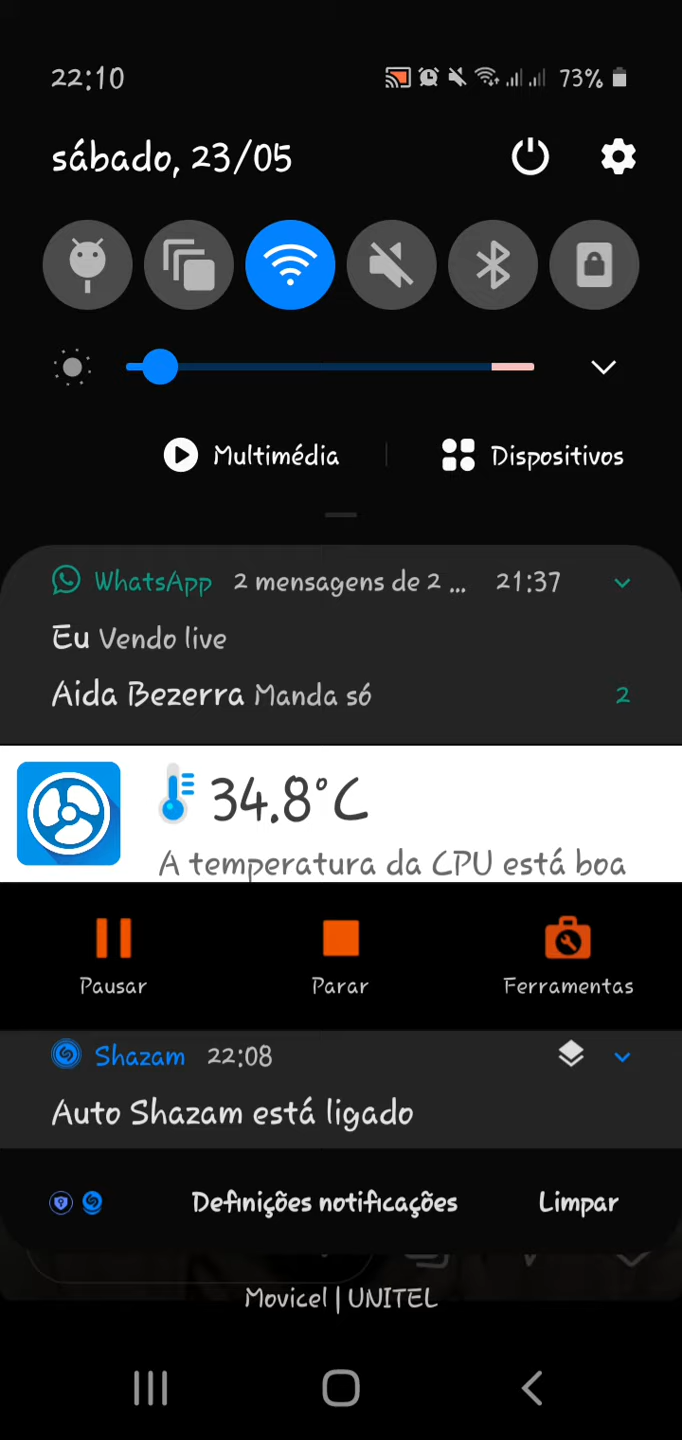 22:10
73%
sábado, 23/05
Multimédia
Dispositivos
WhatsApp 2 mensagens de 2 ... 21:37
Eu Vendo live
Aida Bezerra Manda só 2
34.8°C
A temperatura da CPU está boa
Pausar Parar Ferramentas
Shazam 22:08
Auto Shazam está ligado
Definições notificações Limpar
Movicel | UNITEL